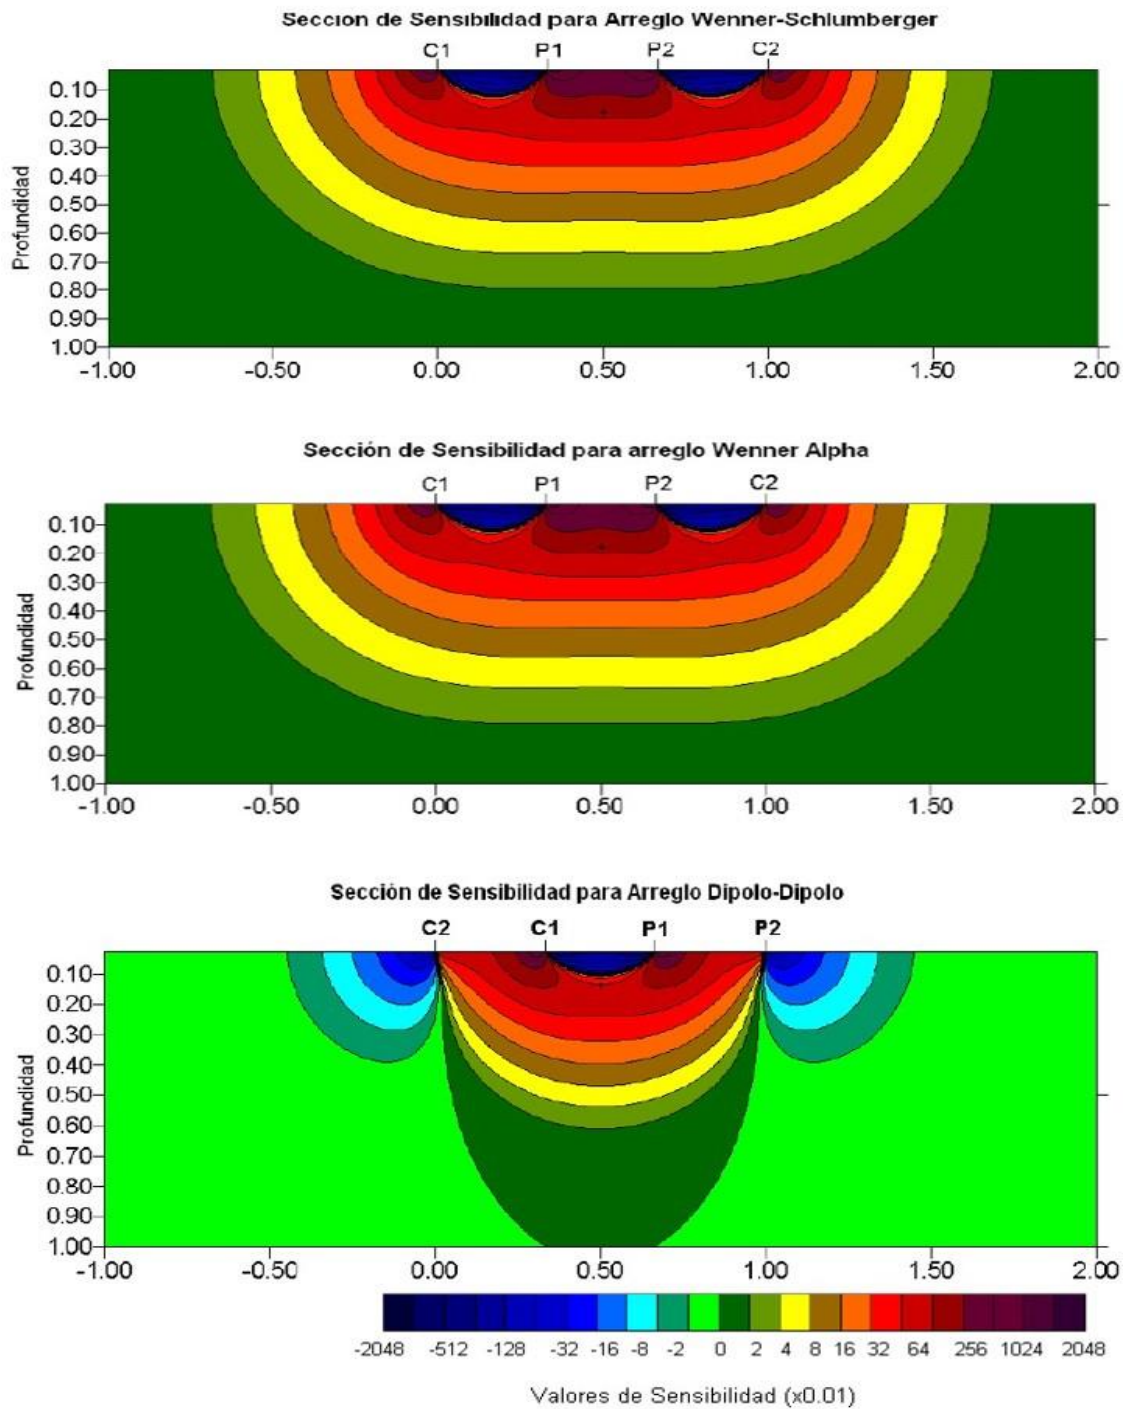 Sección de Sensibilidad para Arreglo Wenner-Schlumberger
C1 P1 P2 C2
0.10
0.20
0.30
0.40
0.50
0.60
0.70
0.80
0.90
1.00
Profundidad
-1.00 -0.50 0.00 0.50 1.00 1.50 2.00
Sección de Sensibilidad para arreglo Wenner Alpha
C1 P1 P2 C2
0.10
0.20
0.30
0.40
0.50
0.60
0.70
0.80
0.90
1.00
Profundidad
-1.00 -0.50 0.00 0.50 1.00 1.50 2.00
Sección de Sensibilidad para Arreglo Dipolo-Dipolo
C2 C1 P1 P2
0.10
0.20
0.30
0.40
0.50
0.60
0.70
0.80
0.90
1.00
Profundidad
-1.00 -0.50 0.00 0.50 1.00 1.50 2.00
-2048 -512 -128 -32 -16 -8 -2 0 2 4 8 16 32 64 256 1024 2048
Valores de Sensibilidad (x0.01)